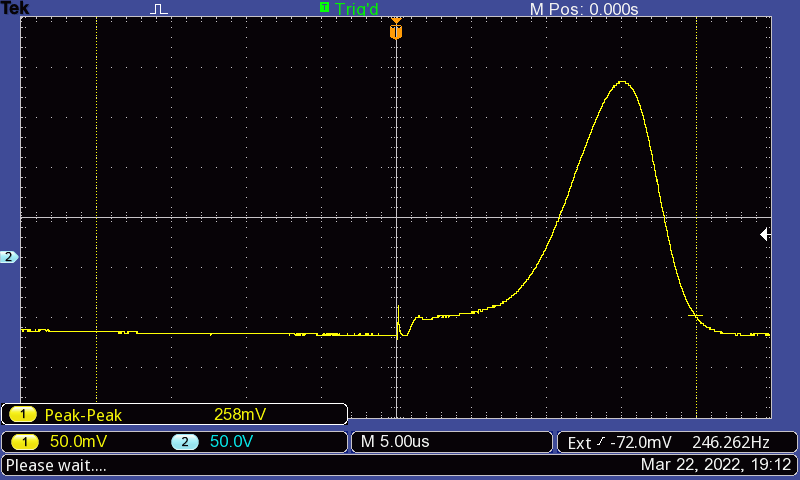 Tek T Trig'd M Pos: 0.000s
T
2
1 Peak-Peak 258mV
1 50.0mV 2 50.0V M 5.00us Ext -72.0mV 246.262Hz
Please wait.... Mar 22, 2022, 19:12